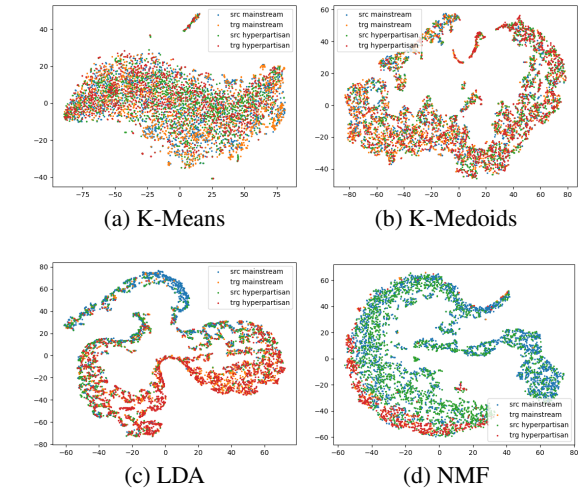 src mainstream
trg mainstream
src hyperpartisan
trg hyperpartisan
40
20
0
−20
−40
−75
−50
−25
0
25
50
75
(a) K-Means
src mainstream
trg mainstream
src hyperpartisan
trg hyperpartisan
60
40
20
0
−20
−40
−80
−60
−40
−20
0
20
40
60
80
(b) K-Medoids
src mainstream
trg mainstream
src hyperpartisan
trg hyperpartisan
80
60
40
20
0
−20
−40
−60
−80
−60
−40
−20
0
20
40
60
(c) LDA
src mainstream
trg mainstream
src hyperpartisan
trg hyperpartisan
60
40
20
0
−20
−40
−60
−40
−20
0
20
40
60
80
(d) NMF